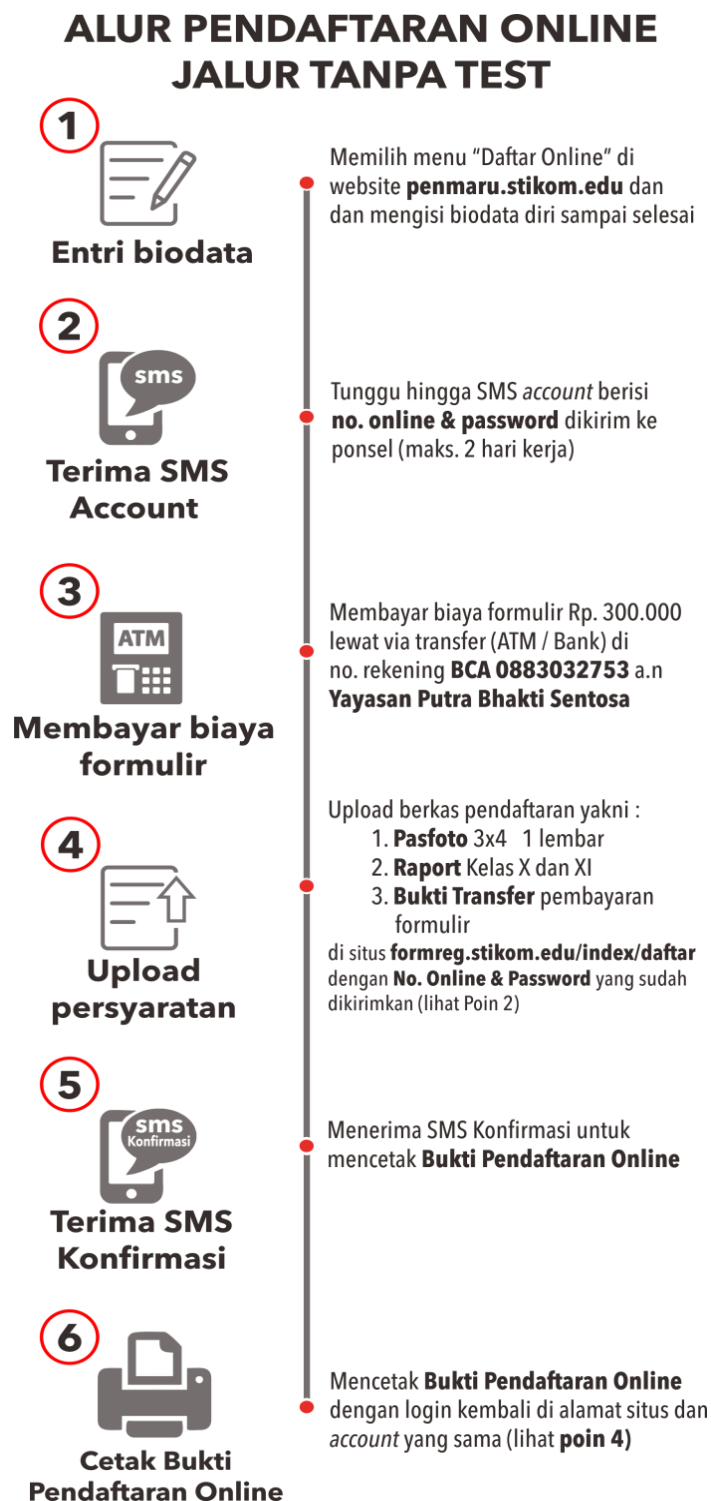 ALUR PENDAFTARAN ONLINE
JALUR TANPA TEST
1
Entri biodata
Memilih menu “Daftar Online” di
website penmaru.stikom.edu dan
dan mengisi biodata diri sampai selesai
2
sms
Terima SMS
Account
Tunggu hingga SMS account berisi
no. online & password dikirim ke
ponsel (maks. 2 hari kerja)
3
ATM
Membayar biaya
formulir
Membayar biaya formulir Rp. 300.000
lewat via transfer (ATM / Bank) di
no. rekening BCA 0883032753 a.n
Yayasan Putra Bhakti Sentosa
4
Upload
persyaratan
Upload berkas pendaftaran yakni :
1. Pasfoto 3x4 1 lembar
2. Raport Kelas X dan XI
3. Bukti Transfer pembayaran
formulir
di situs formreg.stikom.edu/index/daftar
dengan No. Online & Password yang sudah
dikirimkan (lihat Poin 2)
5
sms
Konfirmasi
Terima SMS
Konfirmasi
Menerima SMS Konfirmasi untuk
mencetak Bukti Pendaftaran Online
6
Cetak Bukti
Pendaftaran Online
Mencetak Bukti Pendaftaran Online
dengan login kembali di alamat situs dan
account yang sama (lihat poin 4)